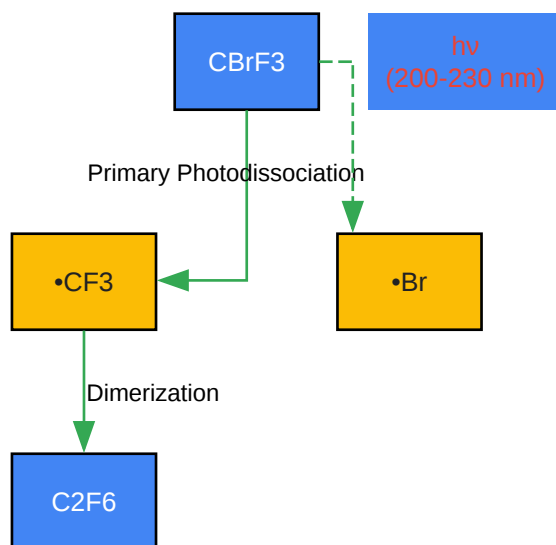 CBrF3
hν
(200-230 nm)
Primary Photodissociation
•CF3
•Br
Dimerization
C2F6